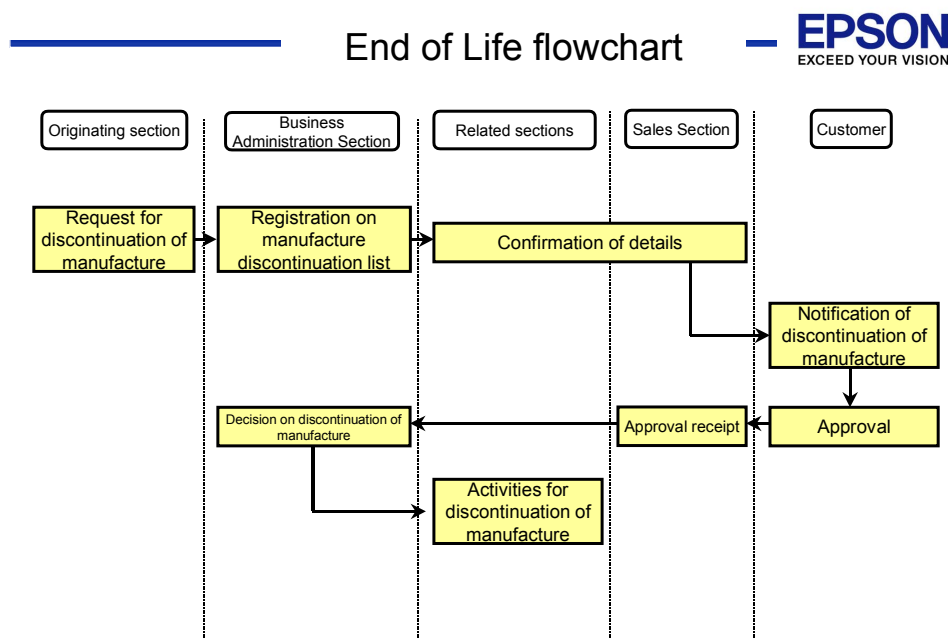 End of Life flowchart
EPSON
EXCEED YOUR VISION
Originating section
Business
Administration Section
Related sections
Sales Section
Customer
Request for
discontinuation of
manufacture
Registration on
manufacture
discontinuation list
Confirmation of details
Notification of
discontinuation of
manufacture
Decision on discontinuation of
manufacture
Approval receipt
Approval
Activities for
discontinuation of
manufacture